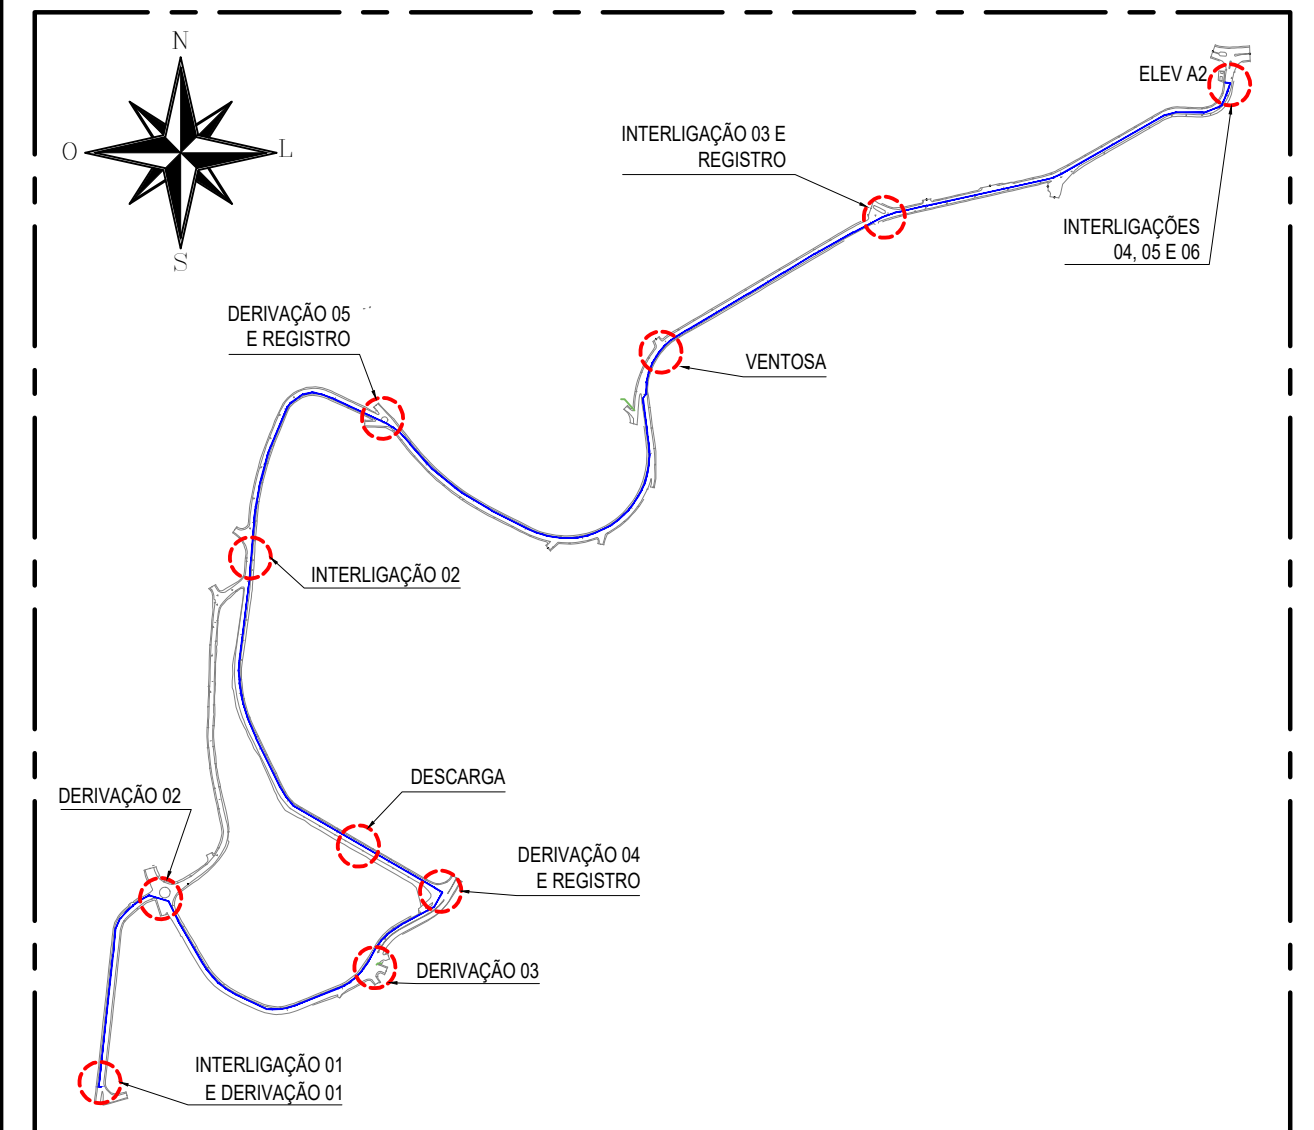 N
O
L
S
ELEV A2
INTERLIGAÇÃO 03 E
REGISTRO
INTERLIGAÇÕES
04, 05 E 06
DERIVAÇÃO 05
E REGISTRO
VENTOSA
INTERLIGAÇÃO 02
DESCARGA
DERIVAÇÃO 02
DERIVAÇÃO 04
E REGISTRO
DERIVAÇÃO 03
INTERLIGAÇÃO 01
E DERIVAÇÃO 01